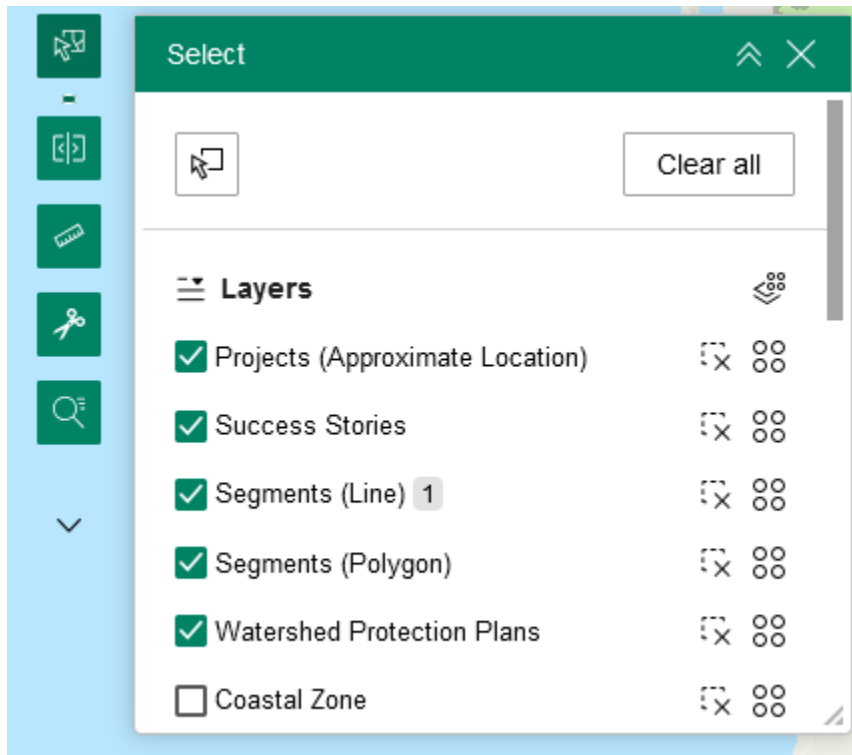 Select
Clear all
Layers
Projects (Approximate Location)
Success Stories
Segments (Line) 1
Segments (Polygon)
Watershed Protection Plans
Coastal Zone